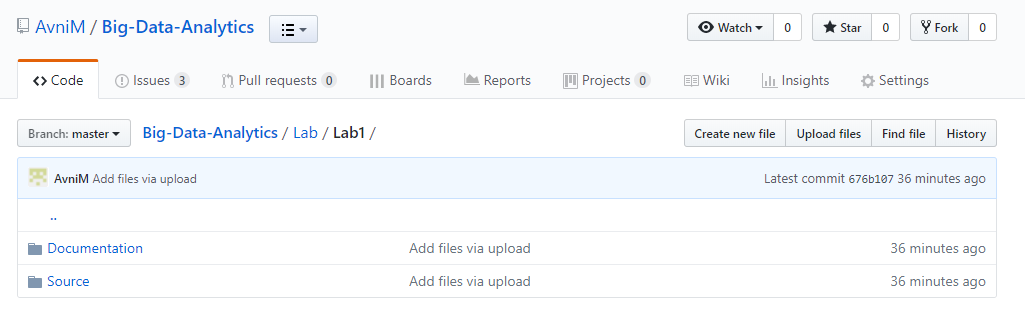 AvniM / Big-Data-Analytics Watch 0 Star 0 Fork 0
Code Issues 3 Pull requests 0 Boards Reports Projects 0 Wiki Insights Settings
Branch: master Big-Data-Analytics / Lab / Lab1 / Create new file Upload files Find file History
AvniM Add files via upload Latest commit 676b107 36 minutes ago
..
Documentation Add files via upload 36 minutes ago
Source Add files via upload 36 minutes ago